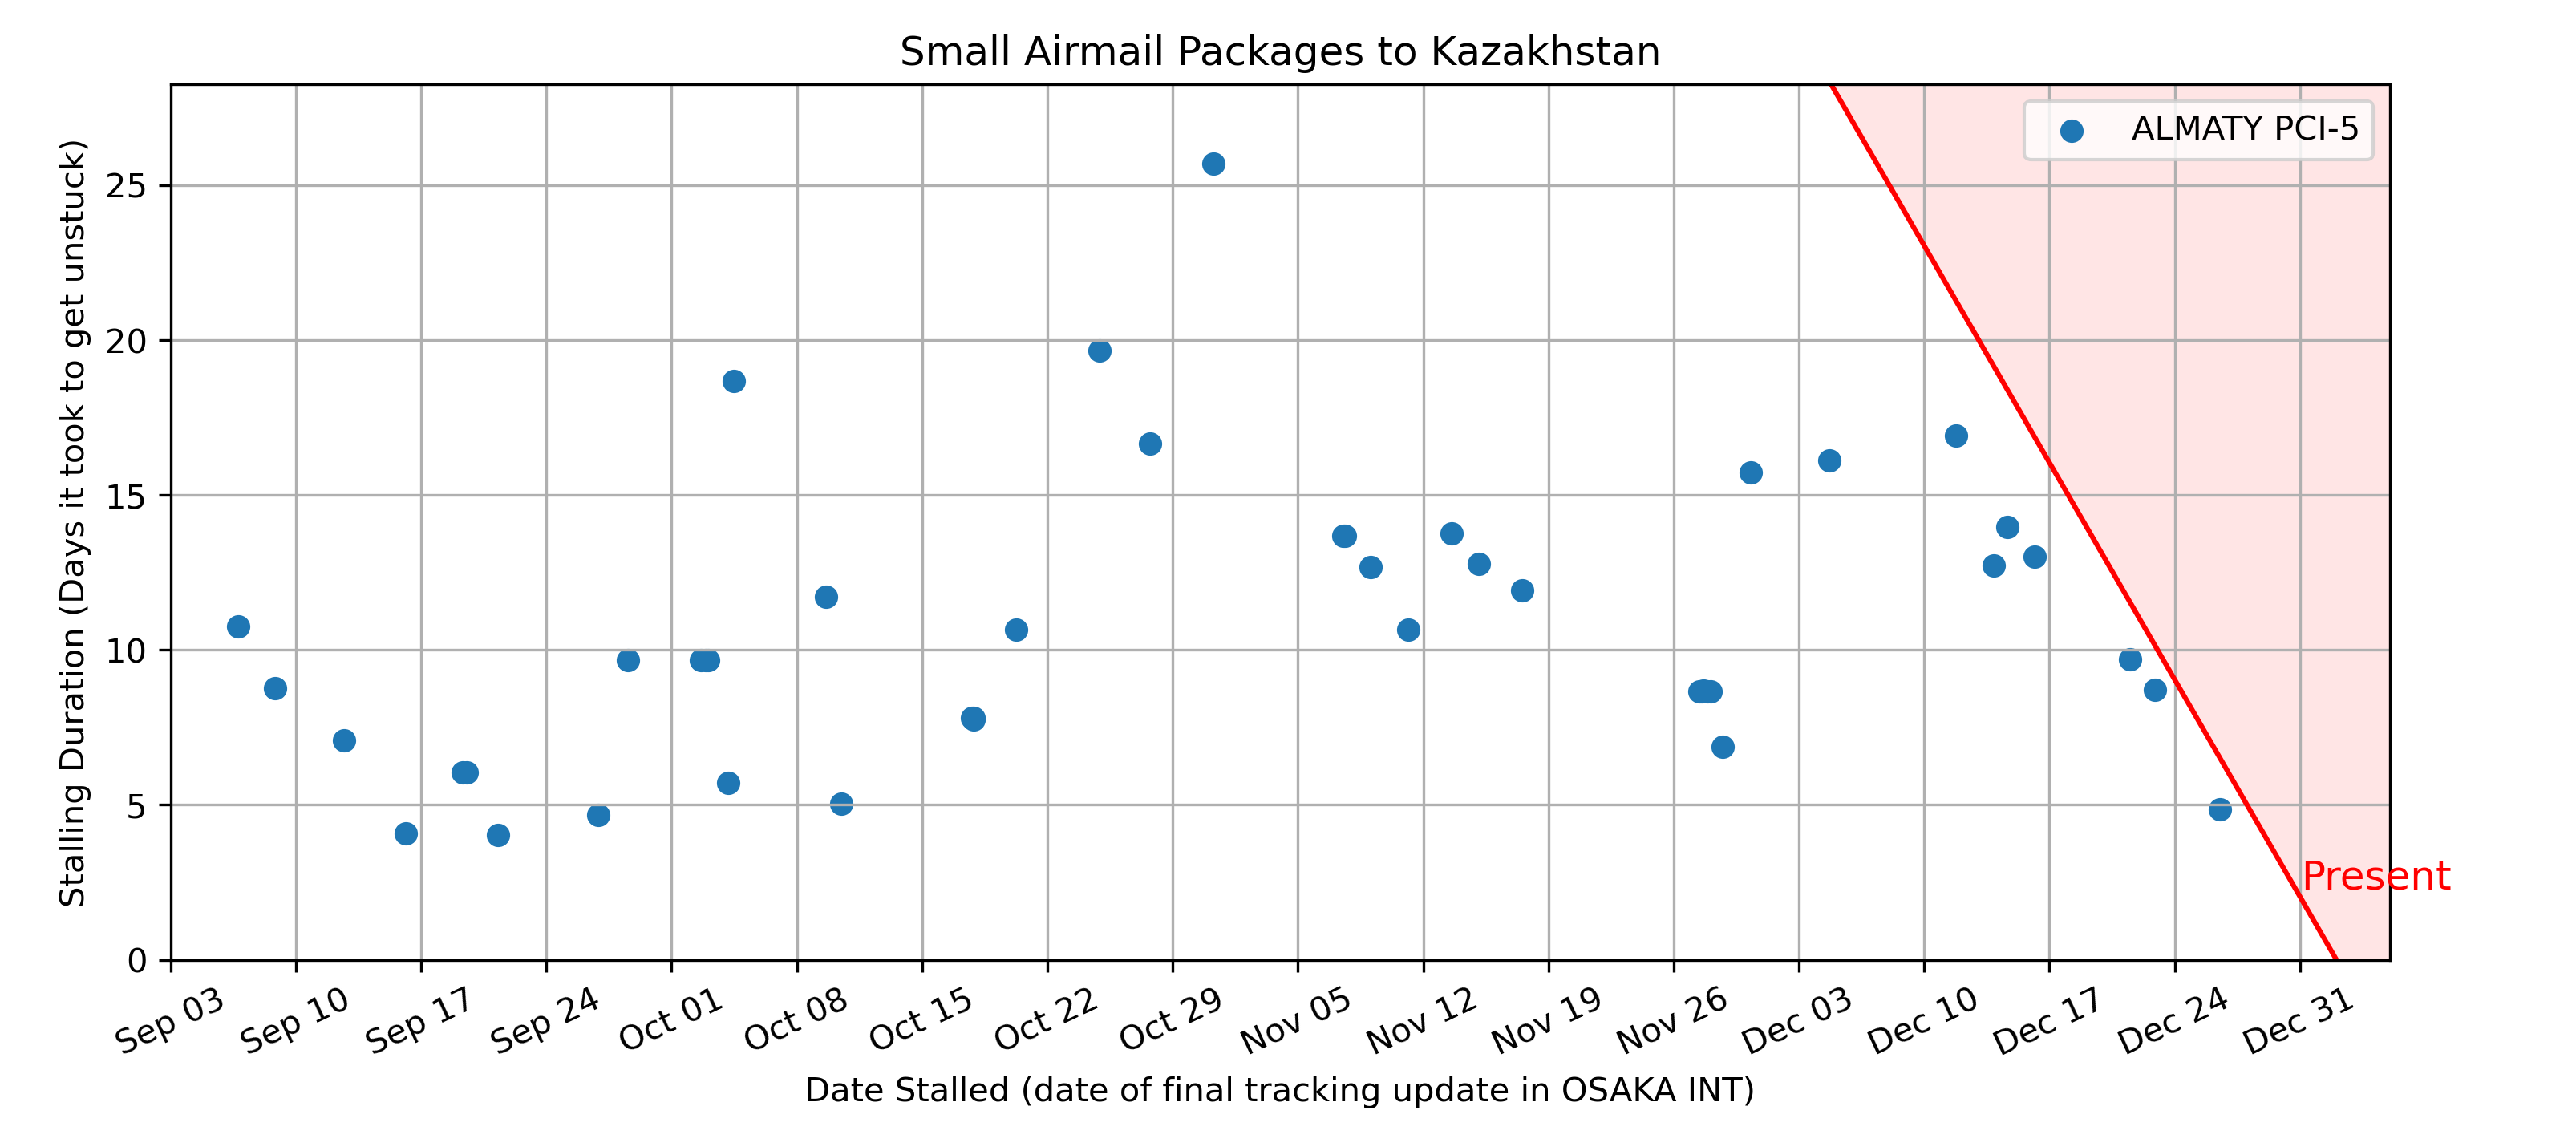 Small Airmail Packages to Kazakhstan
ALMATY PCI-5
Stalling Duration (Days it took to get unstuck)
25
20
15
10
5
0
Present
Sep 03
Sep 10
Sep 17
Sep 24
Oct 01
Oct 08
Oct 15
Oct 22
Oct 29
Nov 05
Nov 12
Nov 19
Nov 26
Dec 03
Dec 10
Dec 17
Dec 24
Dec 31
Date Stalled (date of final tracking update in OSAKA INT)